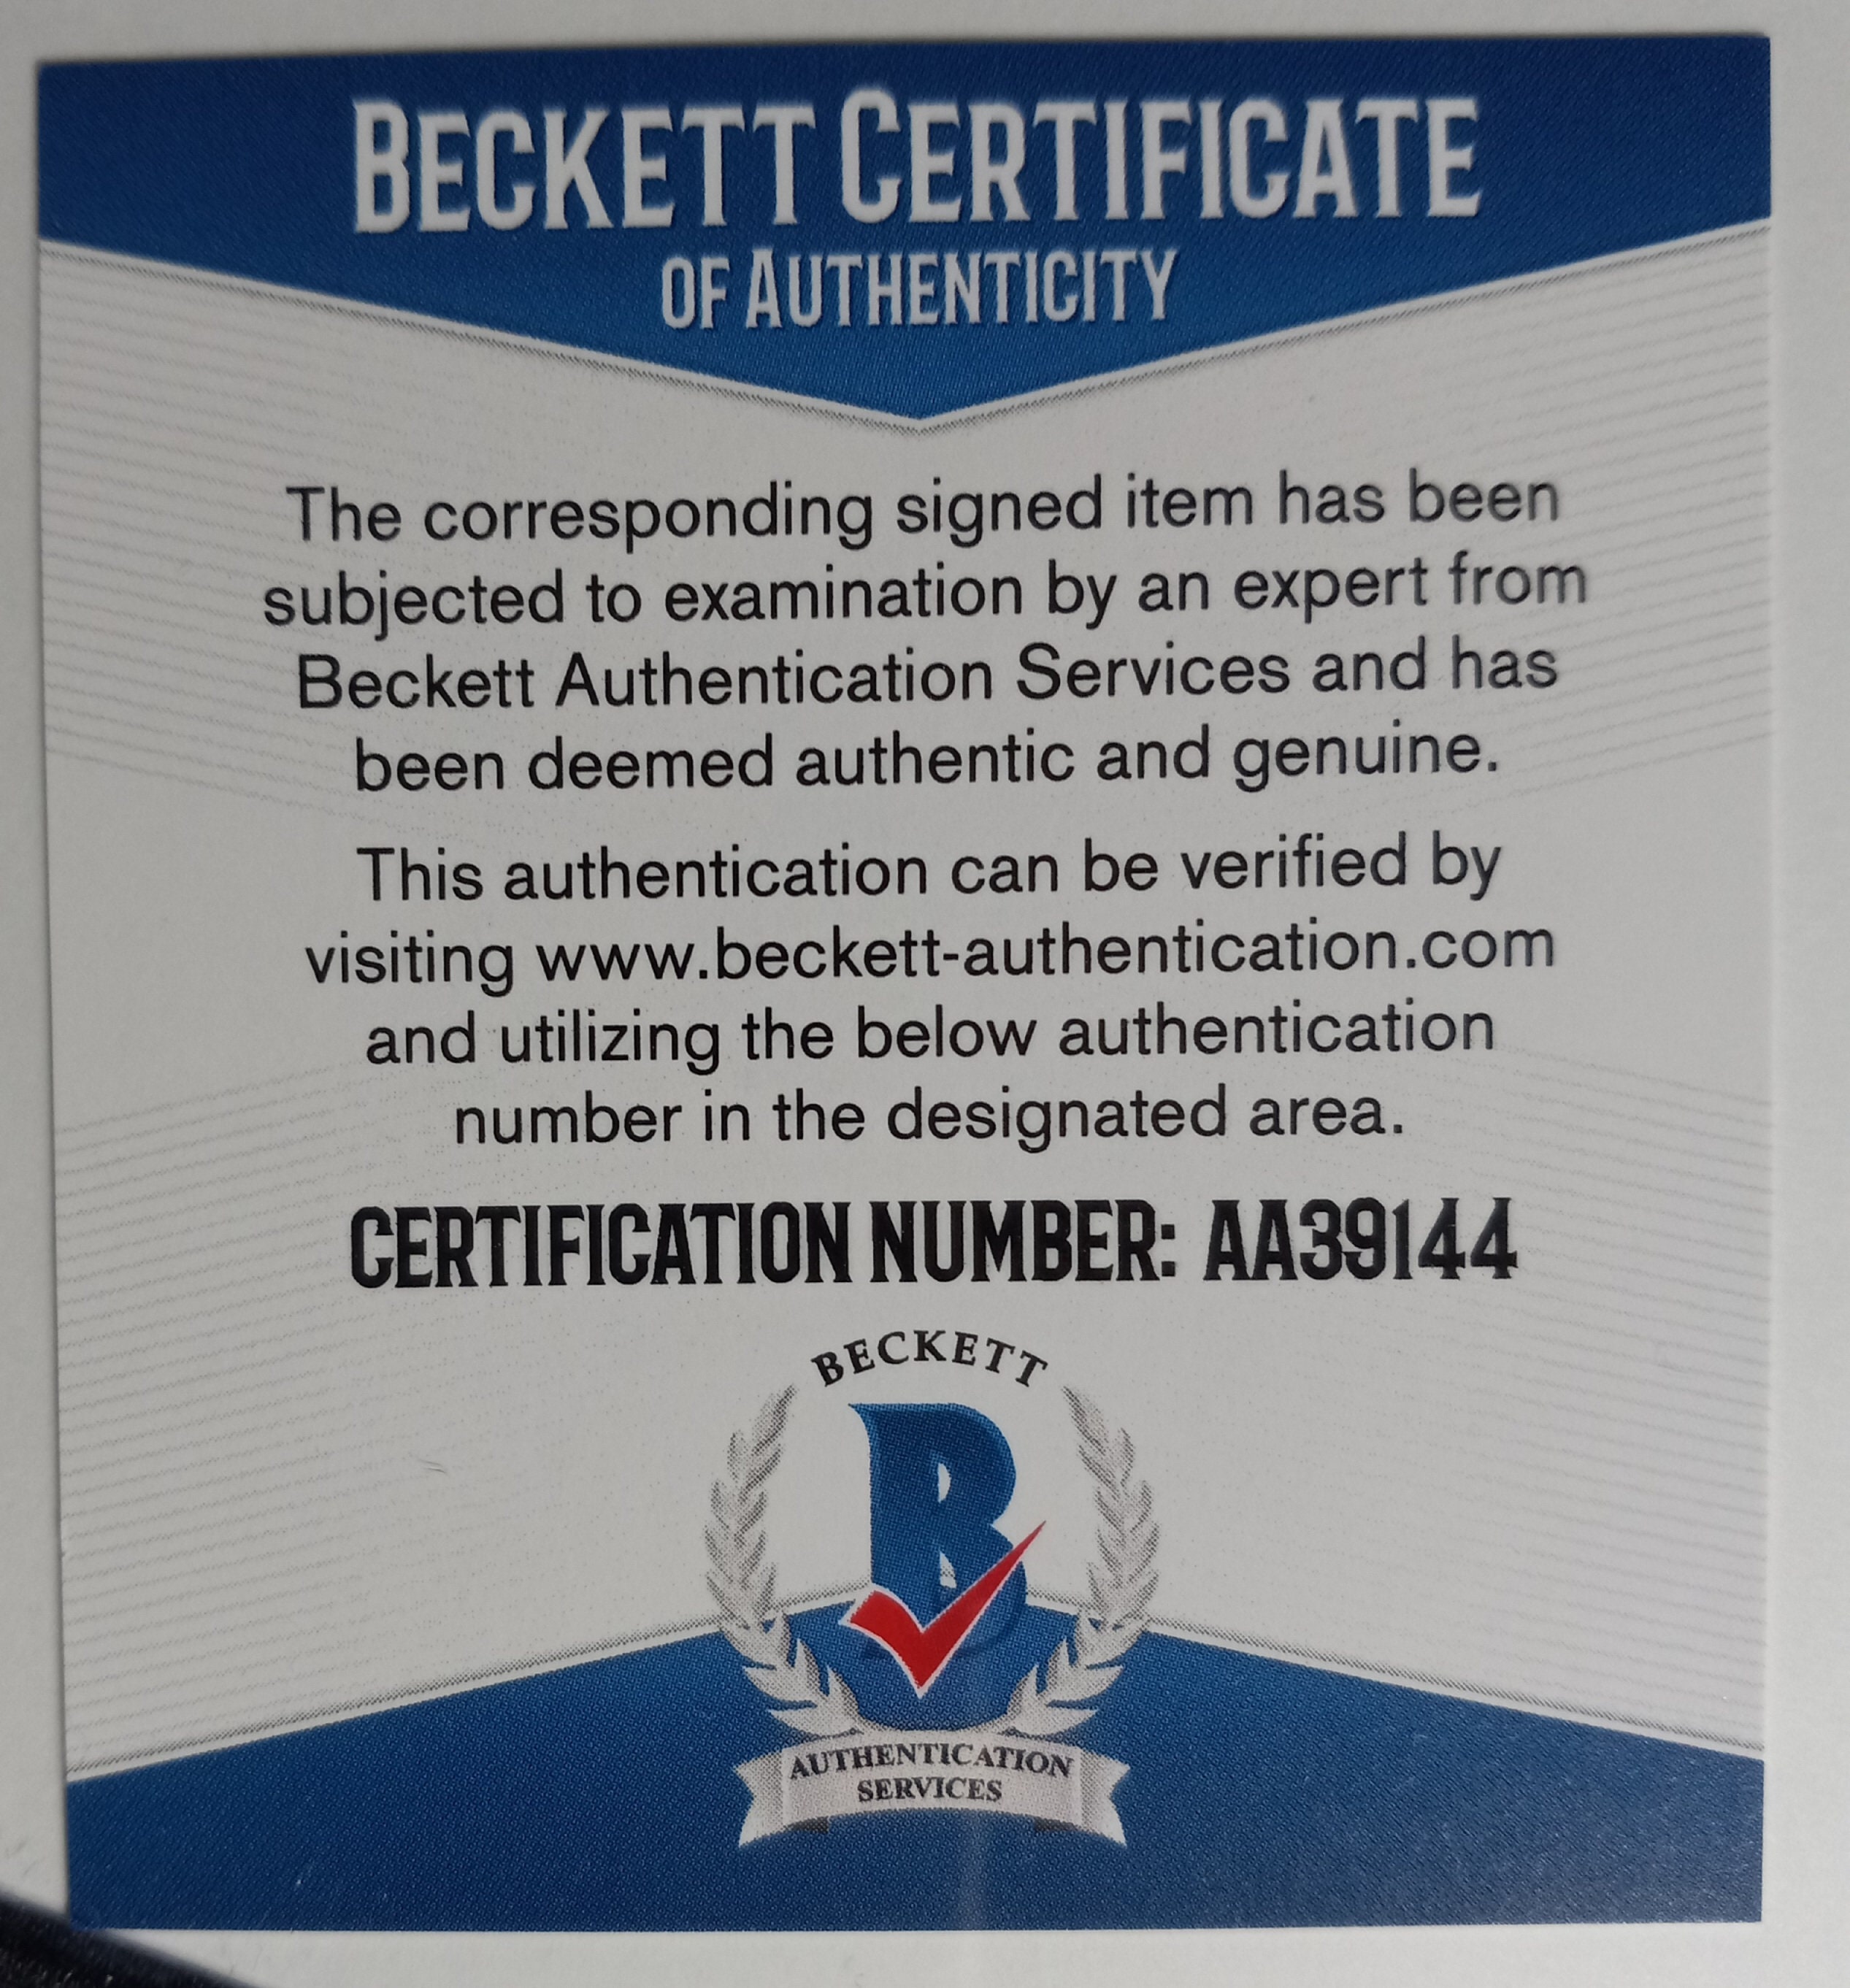 BECKETT CERTIFICATE
OF AUTHENTICITY
The corresponding signed item has been
subjected to examination by an expert from
Beckett Authentication Services and has
been deemed authentic and genuine.
This authentication can be verified by
visiting www.beckett-authentication.com
and utilizing the below authentication
number in the designated area.
CERTIFICATION NUMBER: AA39144
BECKETT
B
AUTHENTICATION
SERVICES